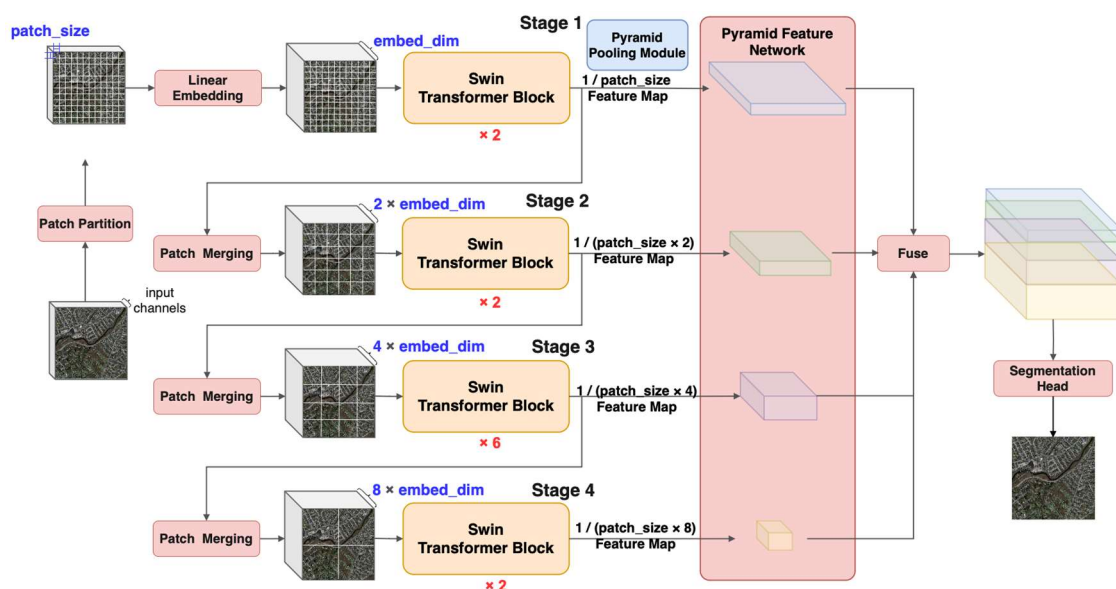 patch_size
Linear
Embedding
embed_dim
Stage 1
Swin
Transformer Block
× 2
Pyramid
Pooling Module
1 / patch_size
Feature Map
Pyramid Feature
Network
Patch Partition
input
channels
Patch Merging
2 × embed_dim
Stage 2
Swin
Transformer Block
× 2
1 / (patch_size × 2)
Feature Map
Fuse
Patch Merging
4 × embed_dim
Stage 3
Swin
Transformer Block
× 6
1 / (patch_size × 4)
Feature Map
Segmentation
Head
Patch Merging
8 × embed_dim
Stage 4
Swin
Transformer Block
× 2
1 / (patch_size × 8)
Feature Map